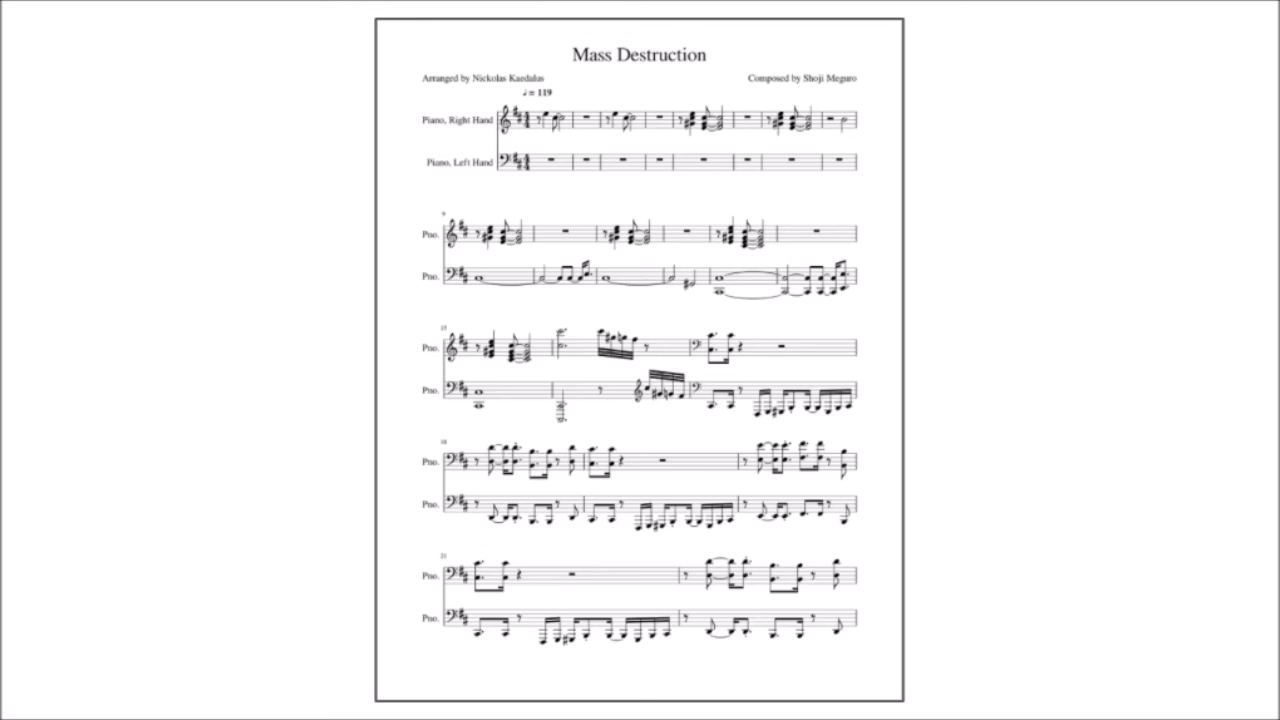 Mass Destruction
Arranged by Nickolas Kaedalus
Composed by Shoji Meguro
♩ = 119
Piano, Right Hand
Piano, Left Hand
9
Pno.
Pno.
15
Pno.
Pno.
18
Pno.
Pno.
21
Pno.
Pno.